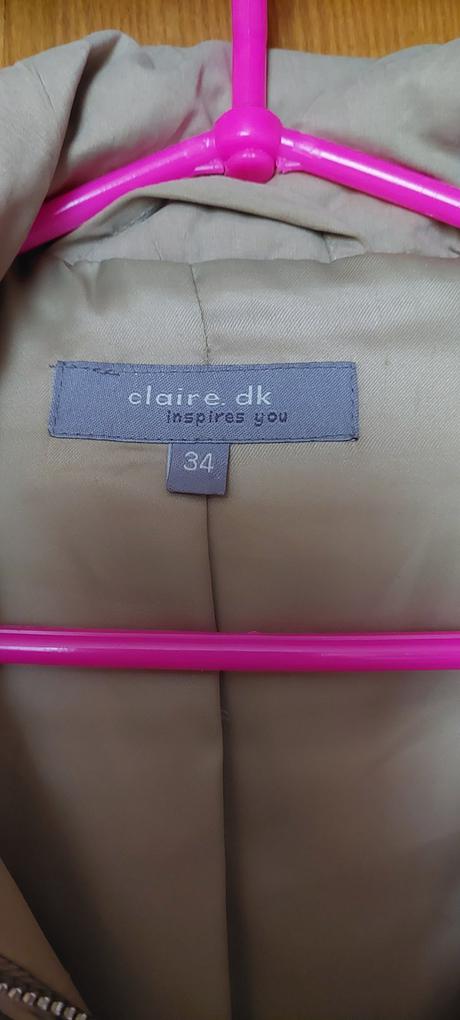 claire. dk
inspires you
34